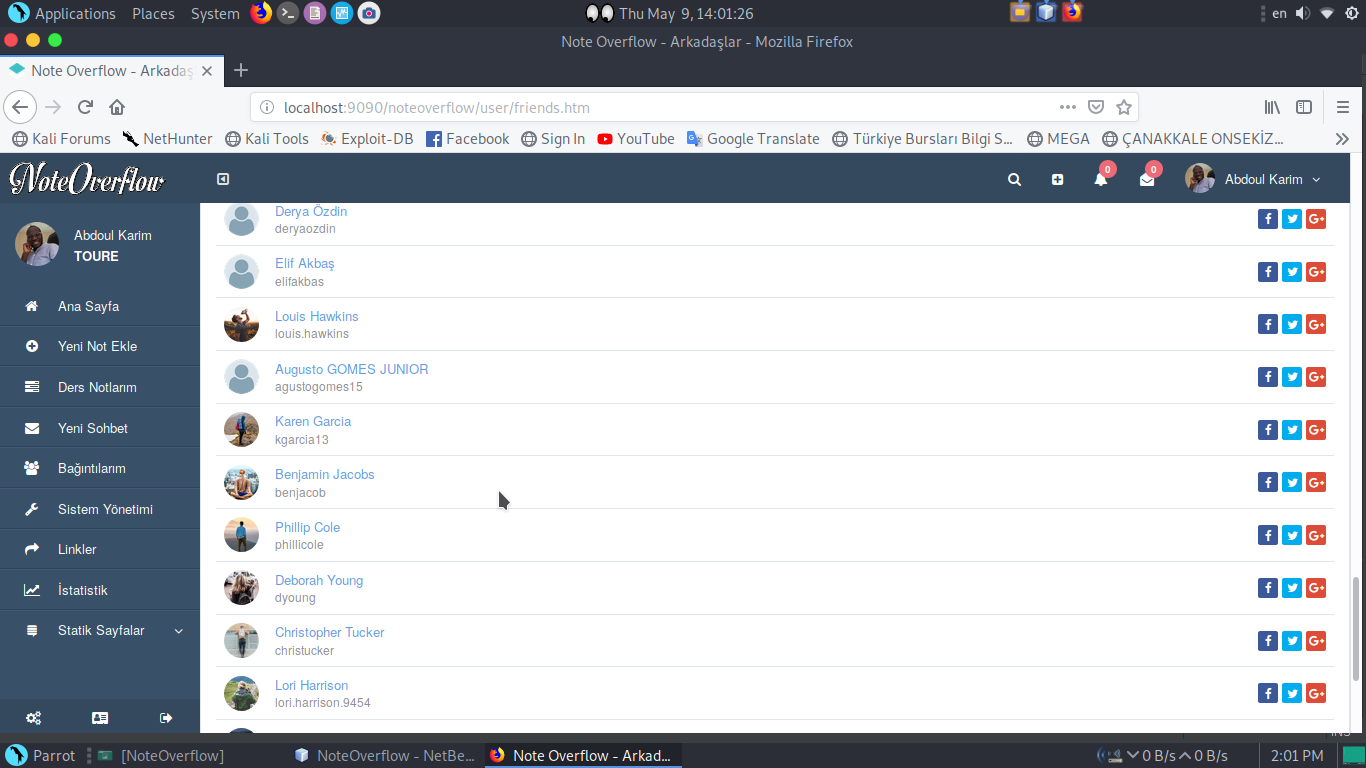 Applications Places System Thu May 9, 14:01:26 en
Note Overflow - Arkadaşlar - Mozilla Firefox
Note Overflow - Arkadaş
localhost:9090/noteoverflow/user/friends.htm
Kali Forums NetHunter Kali Tools Exploit-DB Facebook Sign In YouTube Google Translate Türkiye Bursları Bilgi S... MEGA ÇANAKKALE ONSEKİZ...
NoteOverflow 0 0 Abdoul Karim
Abdoul Karim
TOURE
Ana Sayfa
Yeni Not Ekle
Ders Notlarım
Yeni Sohbet
Bağıntılarım
Sistem Yönetimi
Linkler
İstatistik
Statik Sayfalar
Derya Özdin
deryaozdin
Elif Akbaş
elifakbas
Louis Hawkins
louis.hawkins
Augusto GOMES JUNIOR
agustogomes15
Karen Garcia
kgarcia13
Benjamin Jacobs
benjacob
Phillip Cole
phillicole
Deborah Young
dyoung
Christopher Tucker
christucker
Lori Harrison
lori.harrison.9454
Parrot [NoteOverflow] NoteOverflow - NetBe... Note Overflow - Arkad... 0 B/s 0 B/s 2:01 PM